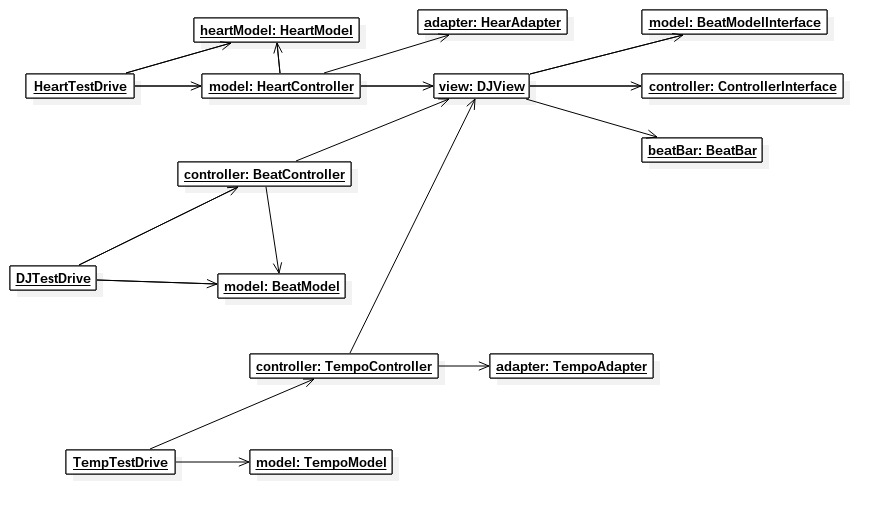 model: BeatModelInterface
adapter: HearAdapter
heartModel: HeartModel
HeartTestDrive
model: HeartController
view: DJView
controller: ControllerInterface
beatBar: BeatBar
controller: BeatController
DJTestDrive
model: BeatModel
controller: TempoController
adapter: TempoAdapter
TempTestDrive
model: TempoModel